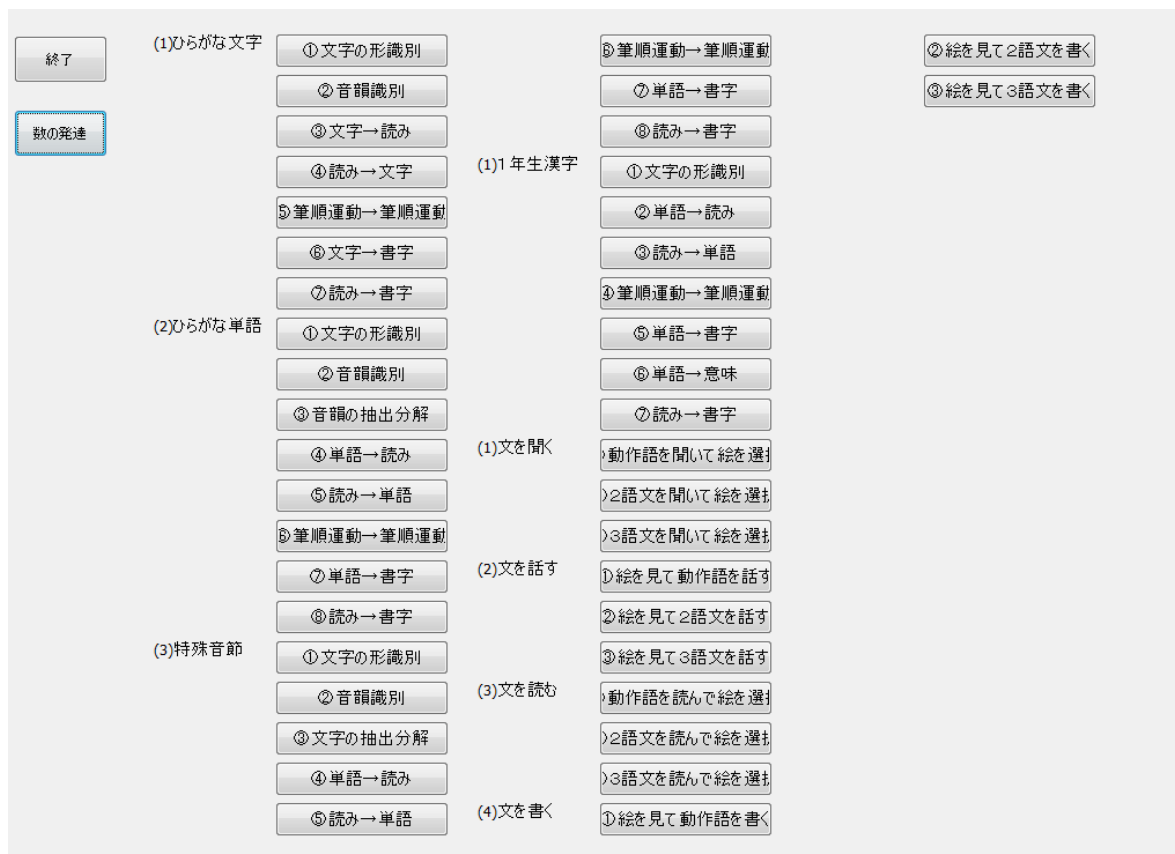 終了
数の発達
(1)ひらがな文字
①文字の形識別
②音韻識別
③文字→読み
④読み→文字
⑤筆順運動→筆順運動
⑥文字→書字
⑦読み→書字
(2)ひらがな単語
①文字の形識別
②音韻識別
③音韻の抽出分解
④単語→読み
⑤読み→単語
⑥筆順運動→筆順運動
⑦単語→書字
⑧読み→書字
(3)特殊音節
①文字の形識別
②音韻識別
③文字の抽出分解
④単語→読み
⑤読み→単語
⑥筆順運動→筆順運動
⑦単語→書字
⑧読み→書字
(1)1年生漢字
①文字の形識別
②単語→読み
③読み→単語
④筆順運動→筆順運動
⑤単語→書字
⑥単語→意味
⑦読み→書字
(1)文を聞く
動作語を聞いて絵を選
2語文を聞いて絵を選
3語文を聞いて絵を選
(2)文を話す
①絵を見て動作語を話す
②絵を見て2語文を話す
③絵を見て3語文を話す
(3)文を読む
動作語を読んで絵を選
2語文を読んで絵を選
3語文を読んで絵を選
(4)文を書く
①絵を見て動作語を書く
②絵を見て2語文を書く
③絵を見て3語文を書く